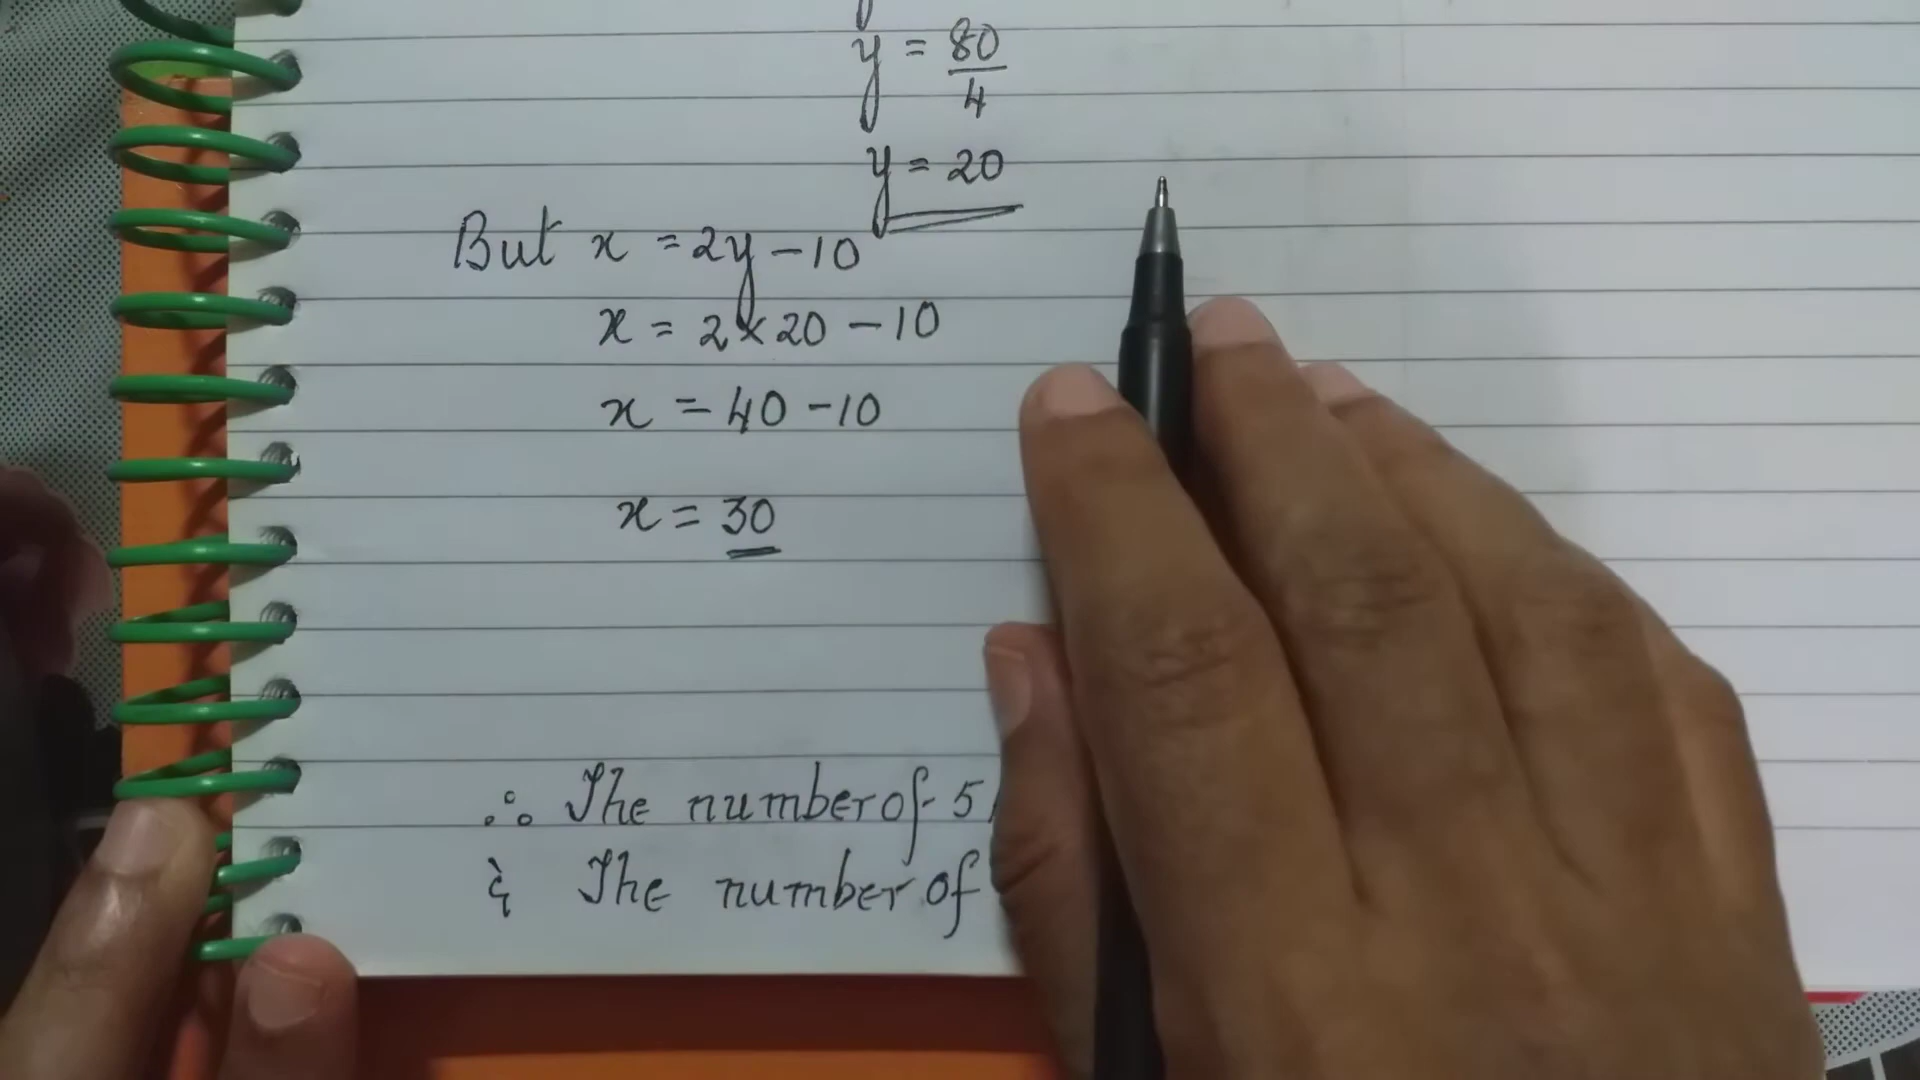 y = 80/4
y = 20
But x = 2y - 10
x = 2 × 20 - 10
x = 40 - 10
x = 30
∴ The number of 5
& The number of